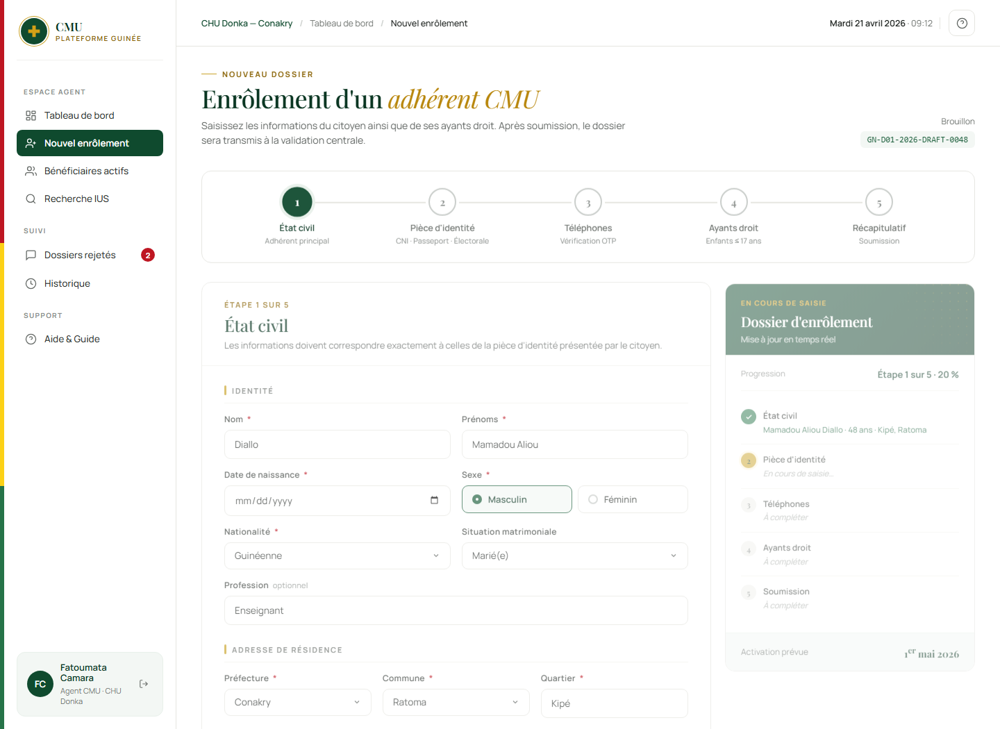 CMU
PLATEFORME GUINÉE
ESPACE AGENT
Tableau de bord
Nouvel enrôlement
Bénéficiaires actifs
Recherche IUS
SUIVI
Dossiers rejetés 2
Historique
SUPPORT
Aide & Guide
FC
Fatoumata
Camara
Agent CMU · CHU
Donka
CHU Donka — Conakry / Tableau de bord / Nouvel enrôlement
Mardi 21 avril 2026 · 09:12
NOUVEAU DOSSIER
Enrôlement d'un adhérent CMU
Saisissez les informations du citoyen ainsi que de ses ayants droit. Après soumission, le dossier
sera transmis à la validation centrale.
Brouillon
GN-D01-2026-DRAFT-0048
1
État civil
Adhérent principal
2
Pièce d'identité
CNI · Passeport · Électorale
3
Téléphones
Vérification OTP
4
Ayants droit
Enfants ≤ 17 ans
5
Récapitulatif
Soumission
ÉTAPE 1 SUR 5
État civil
Les informations doivent correspondre exactement à celles de la pièce d'identité présentée par le citoyen.
IDENTITÉ
Nom *
Prénoms *
Diallo
Mamadou Aliou
Date de naissance *
Sexe *
mm/dd/yyyy
Masculin
Féminin
Nationalité *
Situation matrimoniale
Guinéenne
Marié(e)
Profession optionnel
Enseignant
ADRESSE DE RÉSIDENCE
Préfecture *
Commune *
Quartier *
Conakry
Ratoma
Kipé
EN COURS DE SAISIE
Dossier d'enrôlement
Mise à jour en temps réel
Progression
Étape 1 sur 5 · 20 %
État civil
Mamadou Aliou Diallo · 48 ans · Kipé, Ratoma
2
Pièce d'identité
En cours de saisie…
3
Téléphones
À compléter
4
Ayants droit
À compléter
5
Soumission
À compléter
Activation prévue
1er mai 2026